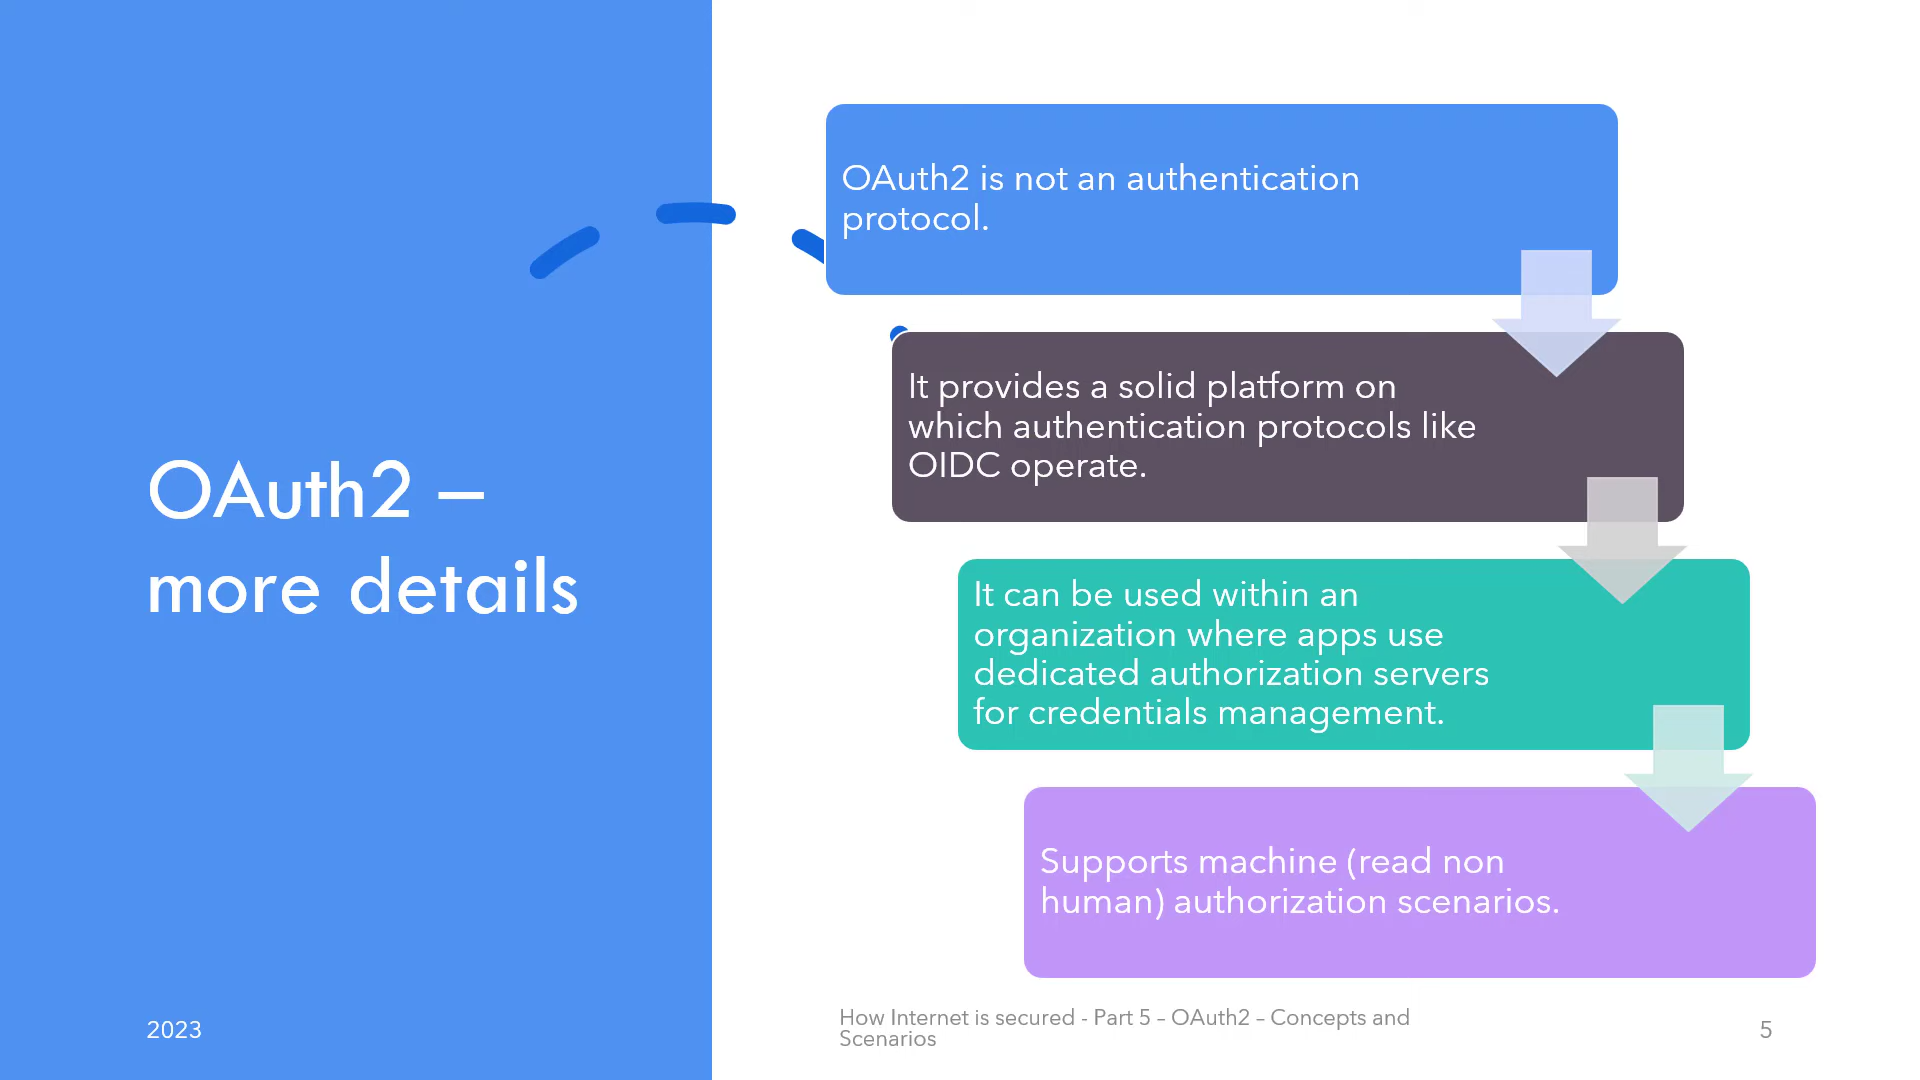 OAuth2 –
more details
OAuth2 is not an authentication
protocol.
It provides a solid platform on
which authentication protocols like
OIDC operate.
It can be used within an
organization where apps use
dedicated authorization servers
for credentials management.
Supports machine (read non
human) authorization scenarios.
2023
How Internet is secured - Part 5 – OAuth2 – Concepts and
Scenarios
5